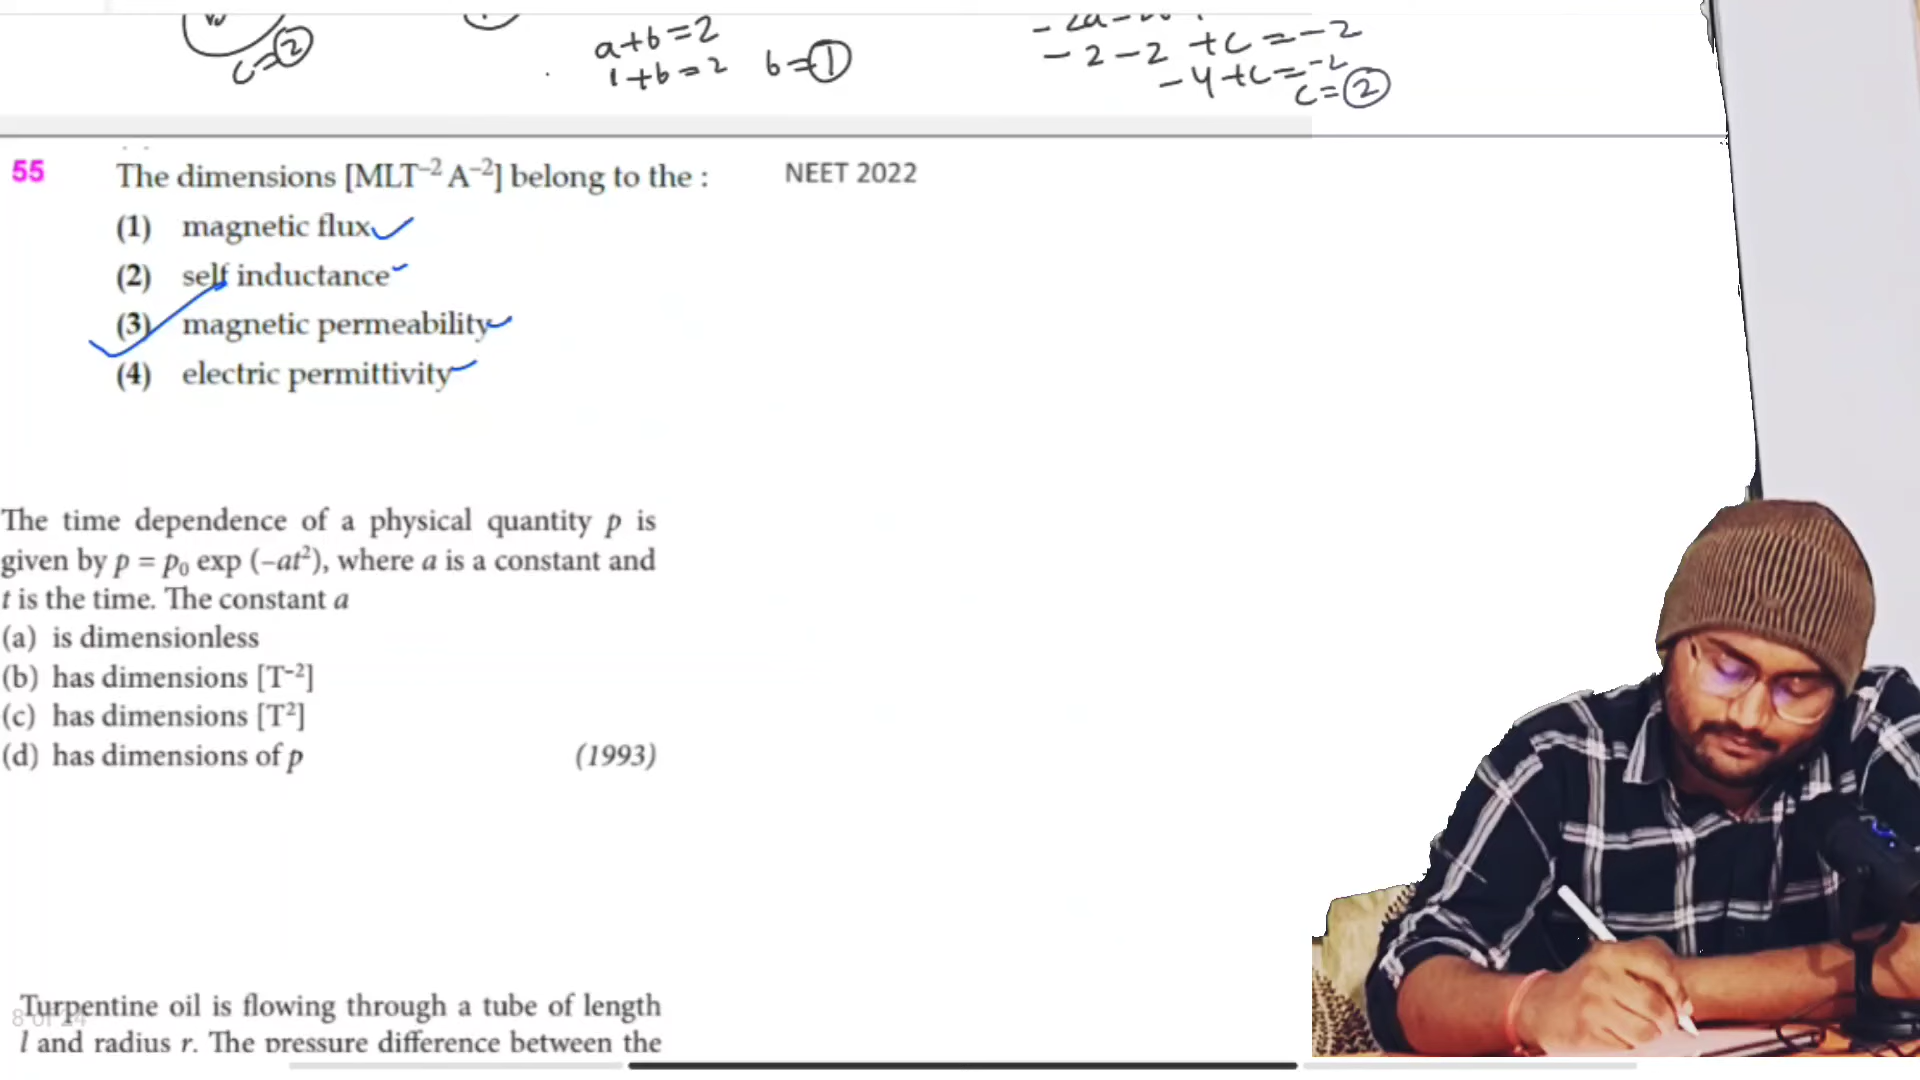 c=2
a+b=2
1+b=2 b=1
-2-2+c=-2
-4+c=-2
c=2
55 The dimensions [MLT⁻² A⁻²] belong to the : NEET 2022
(1) magnetic flux
(2) self inductance
(3) magnetic permeability
(4) electric permittivity
The time dependence of a physical quantity p is
given by p = p₀ exp (–at²), where a is a constant and
t is the time. The constant a
(a) is dimensionless
(b) has dimensions [T⁻²]
(c) has dimensions [T²]
(d) has dimensions of p (1993)
Turpentine oil is flowing through a tube of length
8 of 24
l and radius r. The pressure difference between the